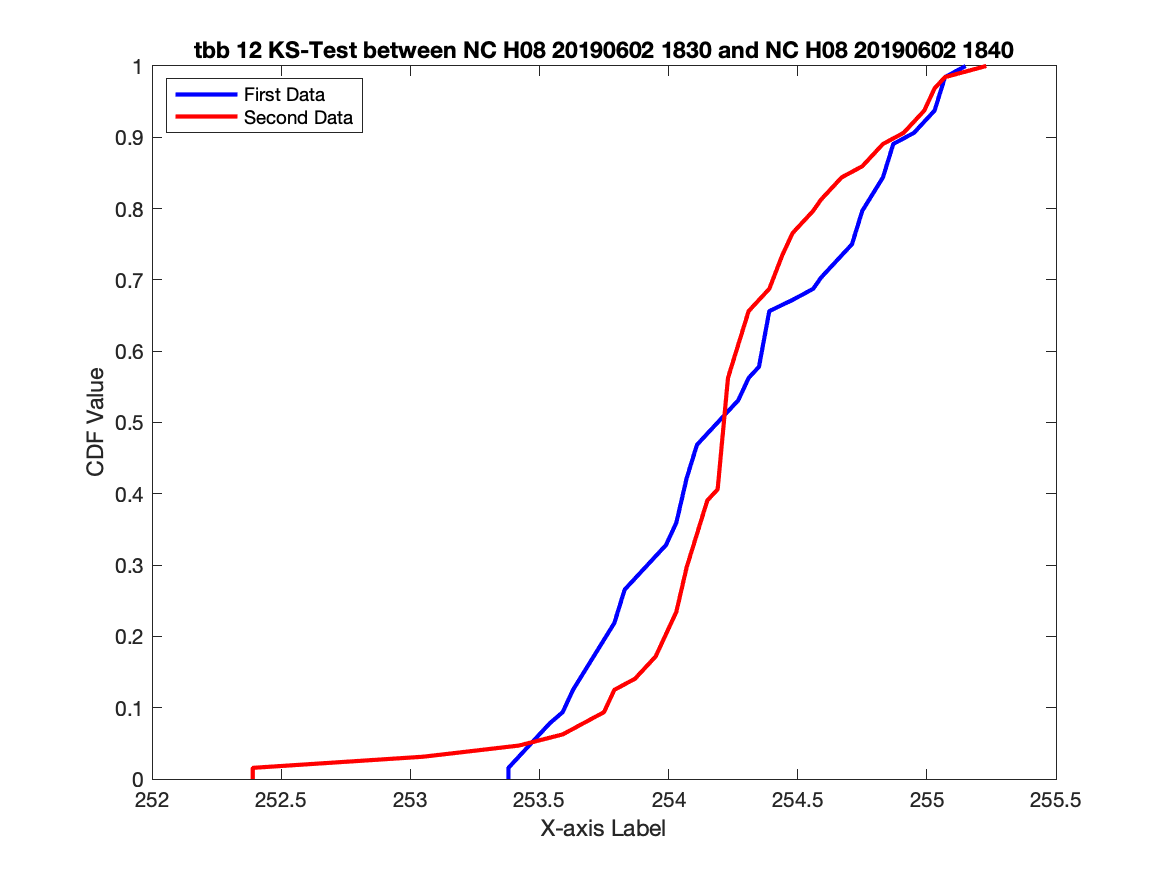 tbb 12 KS-Test between NC H08 20190602 1830 and NC H08 20190602 1840
First Data
Second Data
1
0.9
0.8
0.7
0.6
0.5
0.4
0.3
0.2
0.1
0
CDF Value
252 252.5 253 253.5 254 254.5 255 255.5
X-axis Label